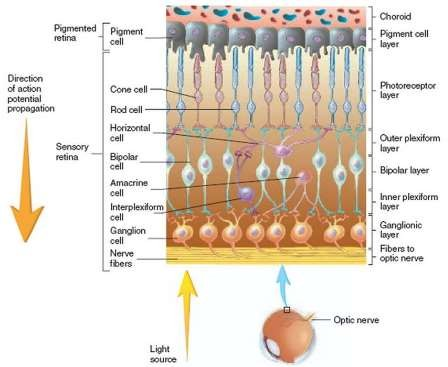 Pigmented
retina
Pigment
cell
Direction
of action
potential
propagation
Sensory
retina
Cone cell
Rod cell
Horizontal
cell
Bipolar
cell
Amacrine
cell
Interplexiform
cell
Ganglion
cell
Nerve
fibers
Choroid
Pigment cell
layer
Photoreceptor
layer
Outer plexiform
layer
Bipolar layer
Inner plexiform
layer
Ganglionic
layer
Fibers to
optic nerve
Light
source
Optic nerve